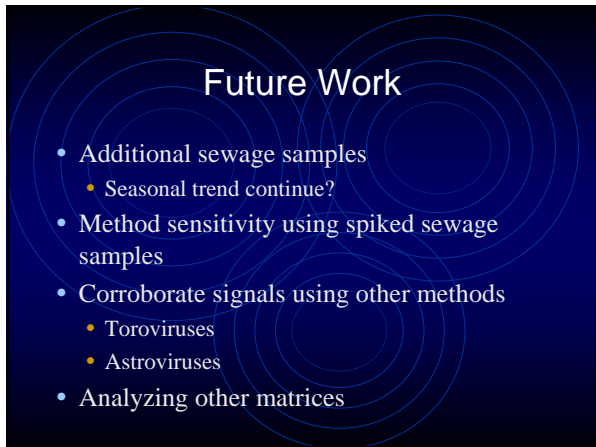 Future Work
• Additional sewage samples
• Seasonal trend continue?
• Method sensitivity using spiked sewage
samples
• Corroborate signals using other methods
• Toroviruses
• Astroviruses
• Analyzing other matrices